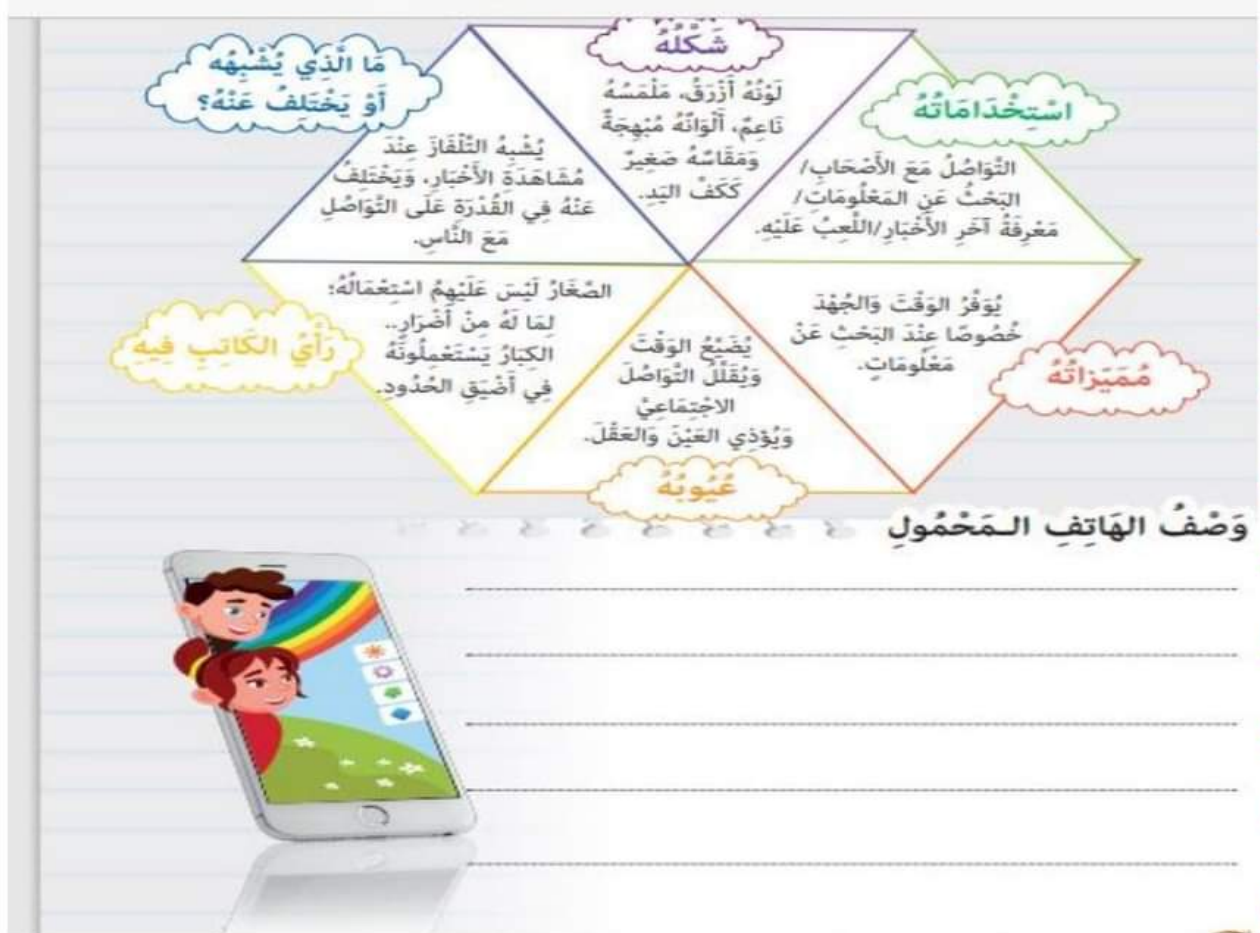 شَكْلُهُ
لَوْنُهُ أَزْرَقُ، مَلْمَسُهُ
نَاعِمٌ، أَلْوَانُهُ مُبْهِجَةٌ
وَمَقَاسُهُ صَغِيرٌ
كَكَفِّ اليَدِ.
اسْتِخْدَامَاتُهُ
التَّوَاصُلُ مَعَ الأَصْحَابِ/
البَحْثُ عَنِ المَعْلُومَاتِ/
مَعْرِفَةُ آخَرِ الأَخْبَارِ/اللَّعِبُ عَلَيْهِ.
مَا الَّذِي يُشْبِهُه
أَوْ يَخْتَلِفُ عَنْهُ؟
يُشْبِهُ التِّلْفَازَ عِنْدَ
مُشَاهَدَةِ الأَخْبَارِ، وَيَخْتَلِفُ
عَنْهُ فِي القُدْرَةِ عَلَى التَّوَاصُلِ
مَعَ النَّاسِ.
مُمَيِّزَاتُهُ
يُوَفِّرُ الوَقْتَ وَالجُهْدَ
خُصُوصًا عِنْدَ البَحْثِ عَنْ
مَعْلُومَاتٍ.
عُيُوبُهُ
يُضَيِّعُ الوَقْتَ
وَيُقَلِّلُ التَّوَاصُلَ
الاجْتِمَاعِيَّ
وَيُؤْذِي العَيْنَ وَالعَقْلَ.
رَأْيُ الكَاتِبِ فِيهِ
الصِّغَارُ لَيْسَ عَلَيْهِمُ اسْتِعْمَالُهُ؛
لِمَا لَهُ مِنْ أَضْرَارٍ..
الكِبَارُ يَسْتَعْمِلُونَهُ
فِي أَضْيَقِ الحُدُودِ.
وَصْفُ الهَاتِفِ الـمَحْمُولِ